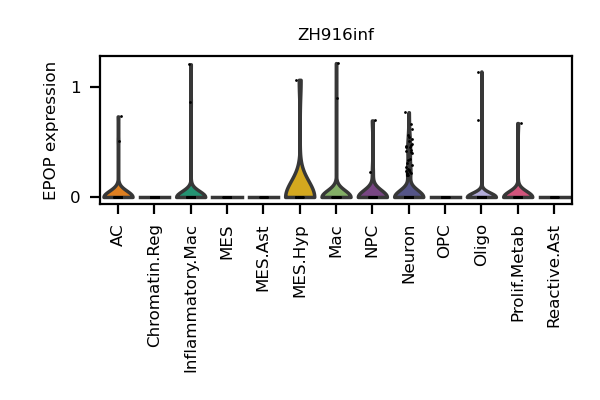 ZH916inf
EPOP expression
1
0
AC
Chromatin.Reg
Inflammatory.Mac
MES
MES.Ast
MES.Hyp
Mac
NPC
Neuron
OPC
Oligo
Prolif.Metab
Reactive.Ast